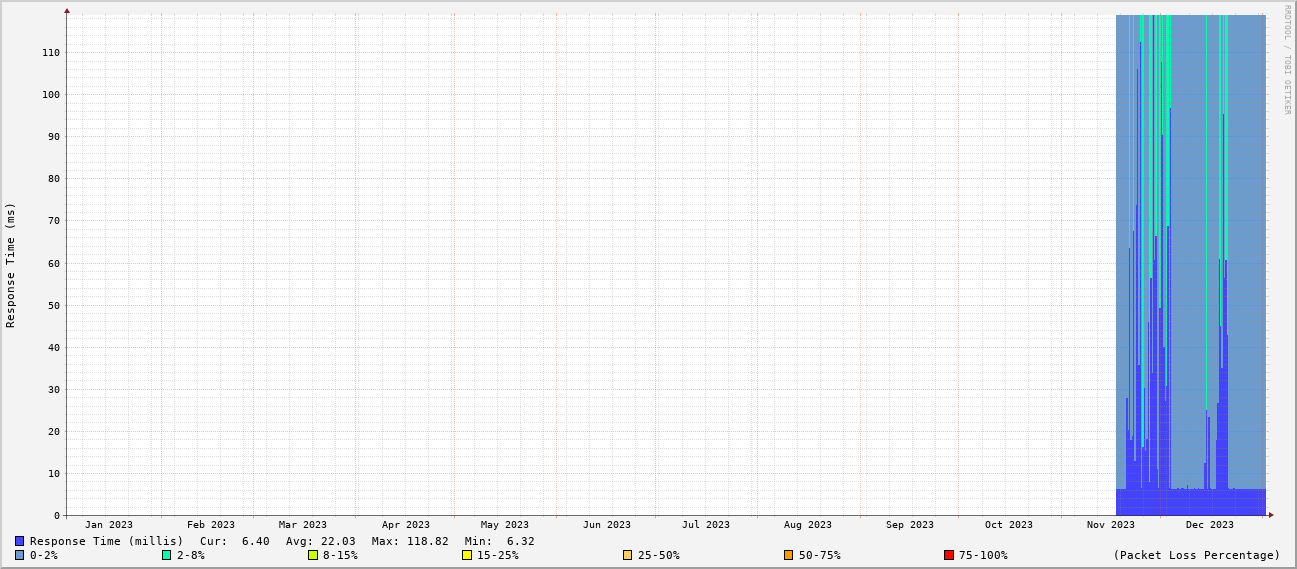 RRDTOOL / TOBI OETIKER
Response Time (ms)
110
100
90
80
70
60
50
40
30
20
10
0
Jan 2023 Feb 2023 Mar 2023 Apr 2023 May 2023 Jun 2023 Jul 2023 Aug 2023 Sep 2023 Oct 2023 Nov 2023 Dec 2023
Response Time (millis) Cur: 6.40 Avg: 22.03 Max: 118.82 Min: 6.32
0-2% 2-8% 8-15% 15-25% 25-50% 50-75% 75-100% (Packet Loss Percentage)